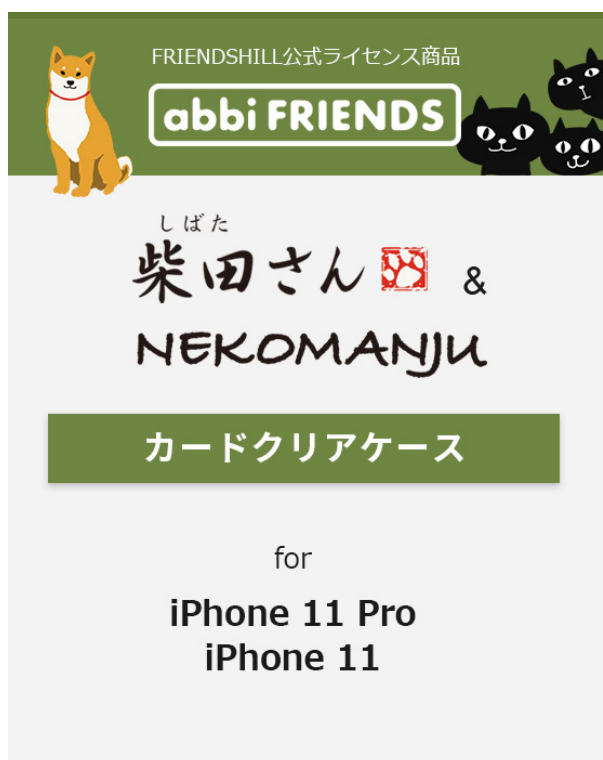 FRIENDSHILL公式ライセンス商品
abbi FRIENDS
しばた
柴田さん &
NEKOMANJU
カードクリアケース
for
iPhone 11 Pro
iPhone 11